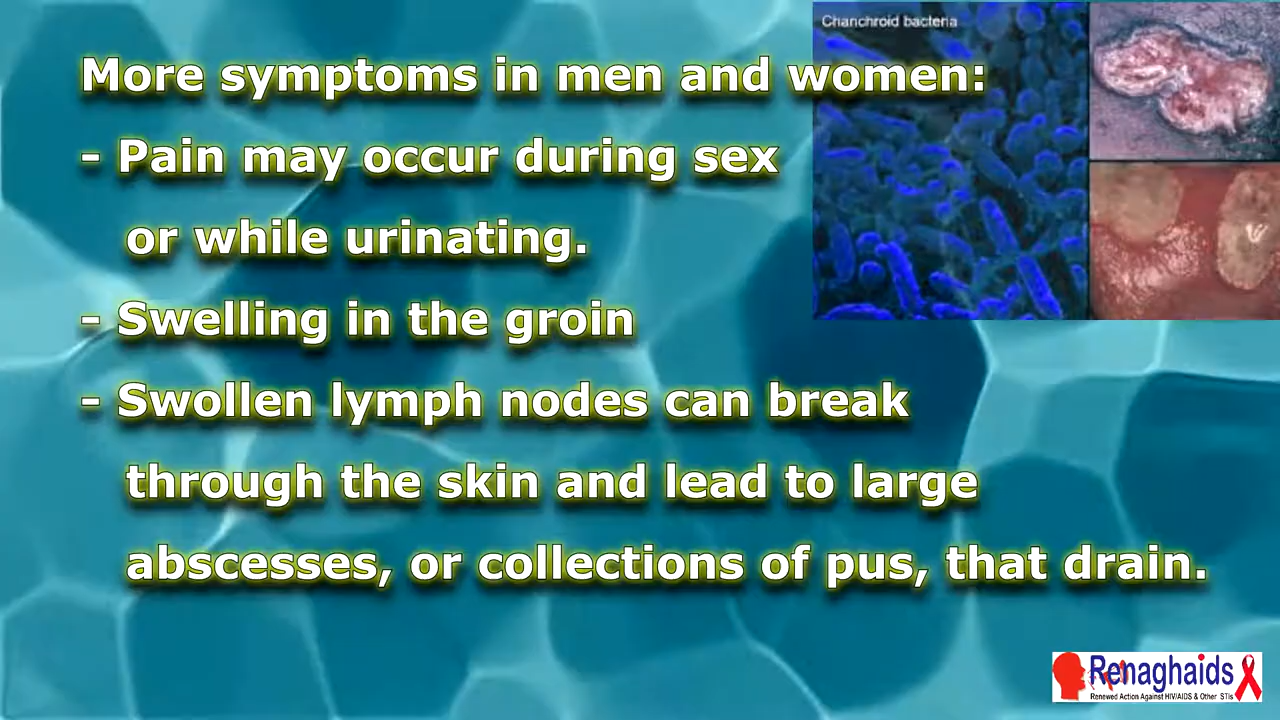 Chanchroid bacteria
More symptoms in men and women:
- Pain may occur during sex
or while urinating.
- Swelling in the groin
- Swollen lymph nodes can break
through the skin and lead to large
abscesses, or collections of pus, that drain.
Renaghaids
Renewed Action Against HIV/AIDS & Other STIs